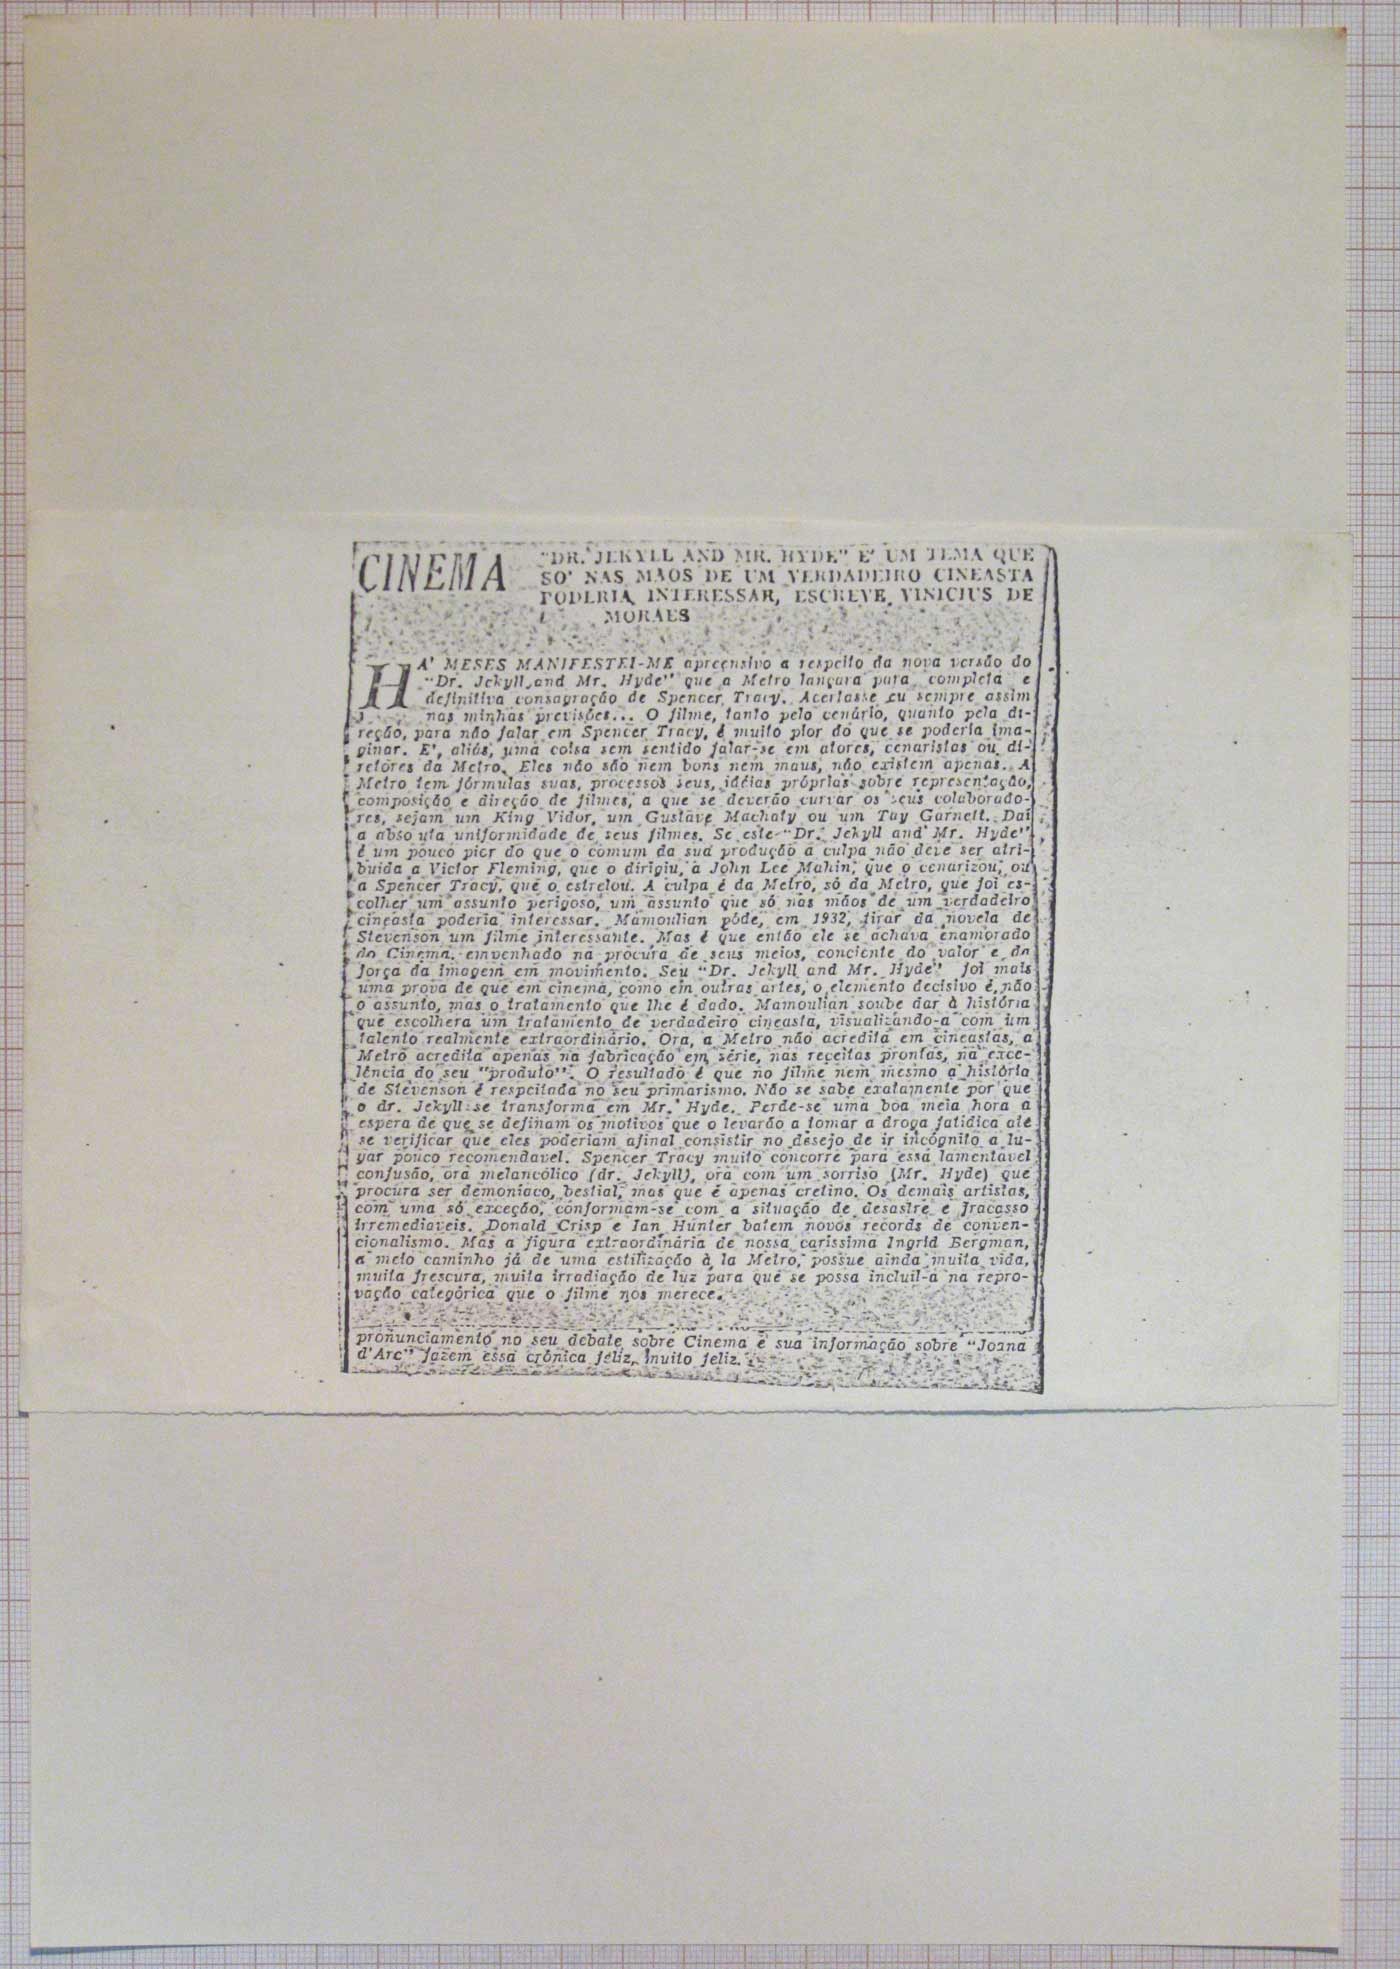 CINEMA
"DR. JEKYLL AND MR. HYDE" E' UM TEMA QUE
SO' NAS MAOS DE UM VERDADEIRO CINEASTA
PODERIA INTERESSAR, ESCREVE VINICIUS DE
MORAES
HA' MESES MANIFESTEI-ME apreensivo a respeito da nova versão do
"Dr. Jekyll and Mr. Hyde" que a Metro lançara para completa e
definitiva consagração de Spencer Tracy. Acertasse eu sempre assim
nas minhas previsões... O filme, tanto pelo cenário, quanto pela di-
reção, para não falar em Spencer Tracy, é muito pior do que se poderia ima-
ginar. E', aliás, uma coisa sem sentido falar-se em atores, cenaristas ou di-
retores da Metro. Eles não são nem bons nem maus, não existem apenas. A
Metro tem fórmulas suas, processos seus, idéias próprias sobre representação,
composição e direção de filmes, a que se deverão curvar os seus colaborado-
res, sejam um King Vidor, um Gustave Machaty ou um Tay Garnett. Daí
a abso uta uniformidade de seus filmes. Se este "Dr. Jekyll and Mr. Hyde"
é um pouco pior do que o comum da sua produção a culpa não deve ser atri-
buida a Victor Fleming, que o dirigiu, a John Lee Mahin, que o cenarizou, ou
a Spencer Tracy, que o estrelou. A culpa é da Metro, só da Metro, que foi es-
colher um assunto perigoso, um assunto que só nas mãos de um verdadeiro
cineasta poderia interessar. Mamoulian pôde, em 1932, tirar da novela de
Stevenson um filme interessante. Mas é que então ele se achava enamorado
do Cinema, empenhado na procura de seus meios, conciente do valor e da
força da imagem em movimento. Seu "Dr. Jekyll and Mr. Hyde" foi mais
uma prova de que em cinema, como em outras artes, o elemento decisivo é não
o assunto, mas o tratamento que lhe é dado. Mamoulian soube dar à história
que escolhera um tratamento de verdadeiro cineasta, visualizando-a com um
talento realmente extraordinário. Ora, a Metro não acredita em cineastas, a
Metro acredita apenas na fabricação em série, nas receitas prontas, na exce-
lência do seu "produto". O resultado é que no filme nem mesmo a história
de Stevenson é respeitada no seu primarismo. Não se sabe exatamente por que
o dr. Jekyll se transforma em Mr. Hyde. Perde-se uma boa meia hora a
espera de que se definam os motivos que o levarão a tomar a droga fatídica até
se verificar que eles poderiam afinal consistir no desejo de ir incógnito a lu-
gar pouco recomendavel. Spencer Tracy muito concorre para essa lamentavel
confusão, ora melancólico (dr. Jekyll), ora com um sorriso (Mr. Hyde) que
procura ser demoníaco, bestial, mas que é apenas cretino. Os demais artistas,
com uma só exceção, conformam-se com a situação de desastre e fracasso
irremediaveis. Donald Crisp e Ian Hunter batem novos records de conven-
cionalismo. Mas a figura extraordinária de nossa caríssima Ingrid Bergman,
a meio caminho já de uma estilização à la Metro, possue ainda muita vida,
muita frescura, muita irradiação de luz para que se possa incluíl-a na repro-
vação categórica que o filme nos merece.
pronunciamento no seu debate sobre Cinema e sua informação sobre "Joana
d'Arc" fazem essa crônica feliz, muito feliz.